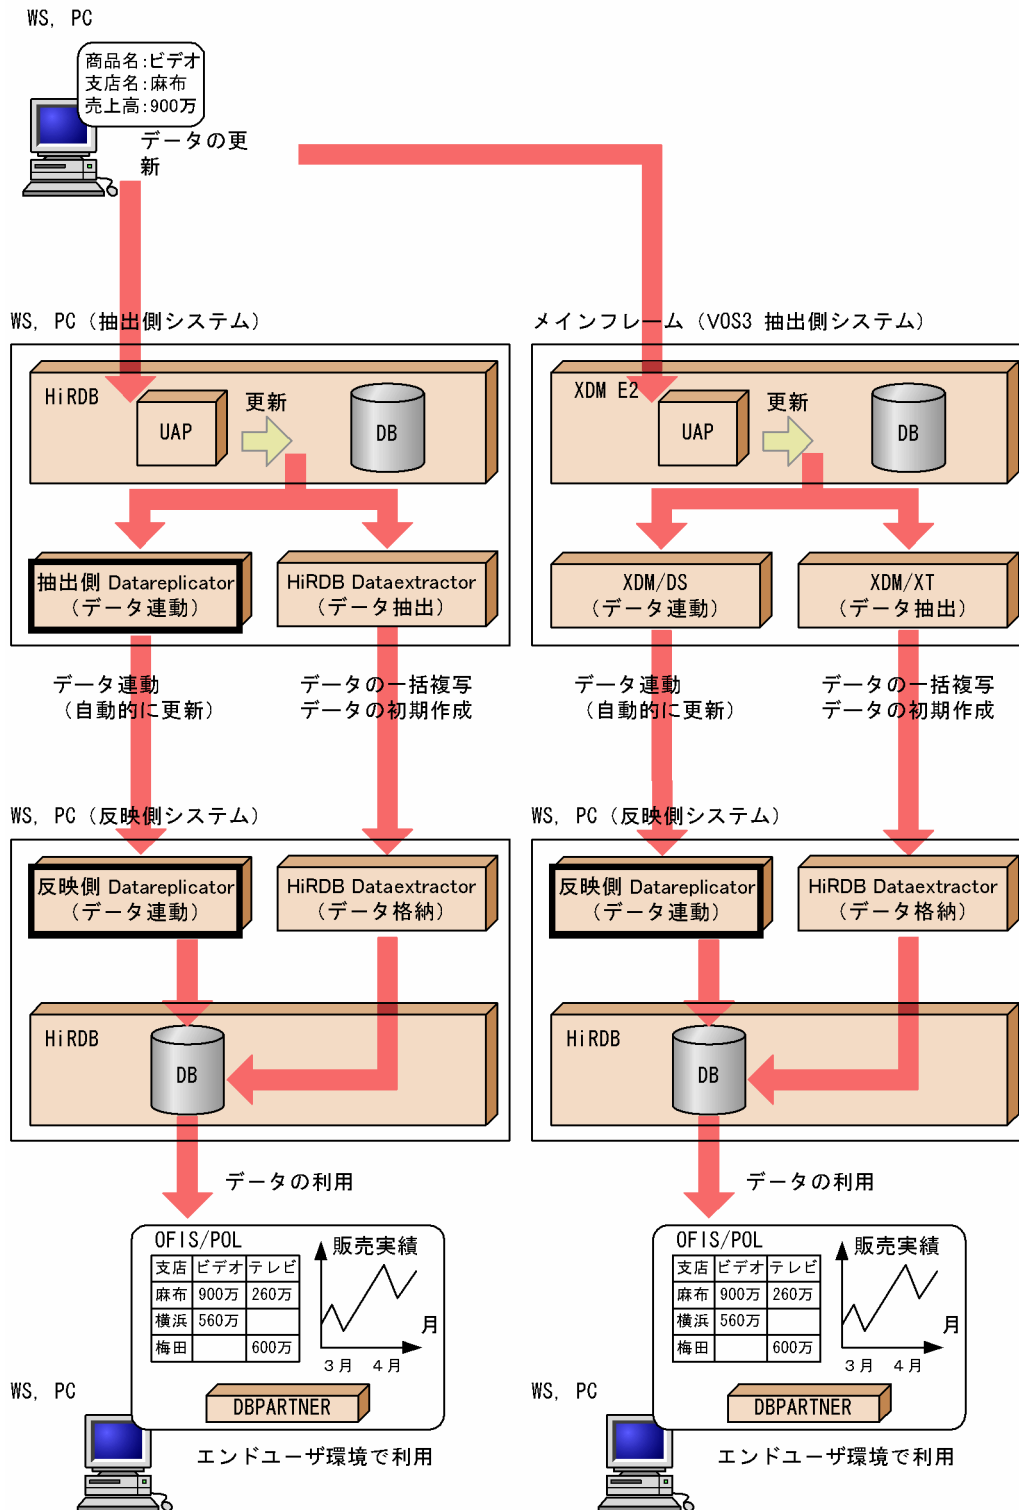 WS, PC
商品名:ビデオ
支店名:麻布
売上高:900万
データの更
新
WS, PC（抽出側システム）
HiRDB
UAP
更新
DB
抽出側 Datareplicator
（データ連動）
HiRDB Dataextractor
（データ抽出）
メインフレーム（VOS3 抽出側システム）
XDM E2
UAP
更新
DB
XDM/DS
（データ連動）
XDM/XT
（データ抽出）
データ連動
（自動的に更新）
データの一括複写
データの初期作成
データ連動
（自動的に更新）
データの一括複写
データの初期作成
WS, PC（反映側システム）
反映側 Datareplicator
（データ連動）
HiRDB Dataextractor
（データ格納）
HiRDB
DB
WS, PC（反映側システム）
反映側 Datareplicator
（データ連動）
HiRDB Dataextractor
（データ格納）
HiRDB
DB
データの利用
データの利用
OFIS/POL
支店 ビデオ テレビ
麻布 900万 260万
横浜 560万
梅田 600万
販売実績
月
3月 4月
DBPARTNER
WS, PC
エンドユーザ環境で利用
OFIS/POL
支店 ビデオ テレビ
麻布 900万 260万
横浜 560万
梅田 600万
販売実績
月
3月 4月
DBPARTNER
WS, PC
エンドユーザ環境で利用